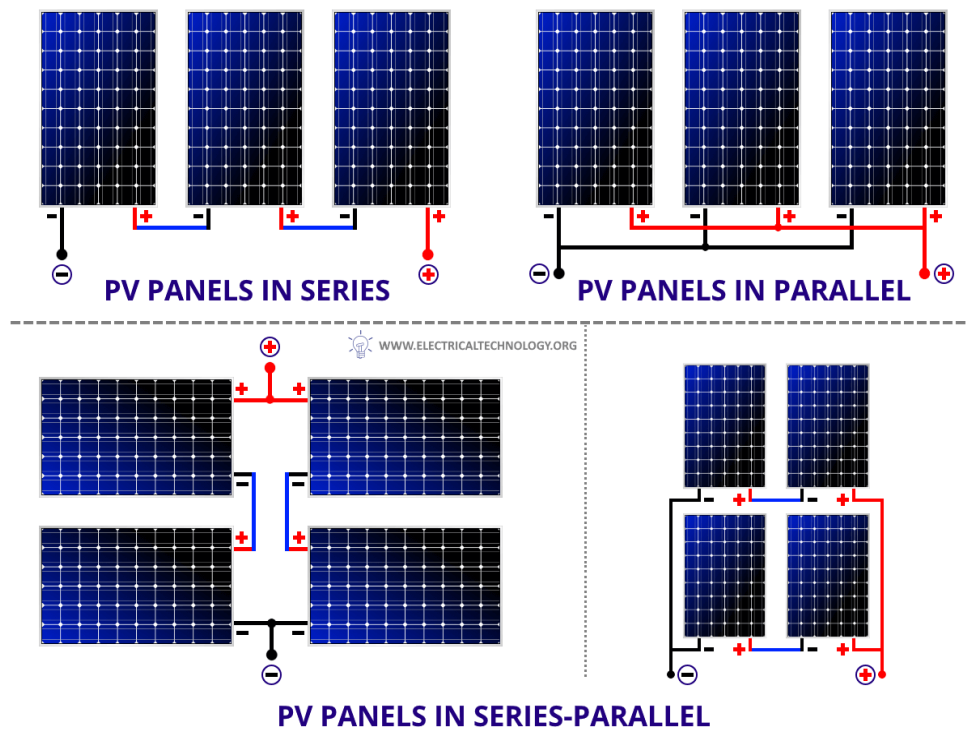 - + - + - +
- +
PV PANELS IN SERIES
- + - + - +
- +
PV PANELS IN PARALLEL
WWW.ELECTRICALTECHNOLOGY.ORG
+
+ +
- -
+ +
- -
-
- + - +
- + - +
- +
PV PANELS IN SERIES-PARALLEL